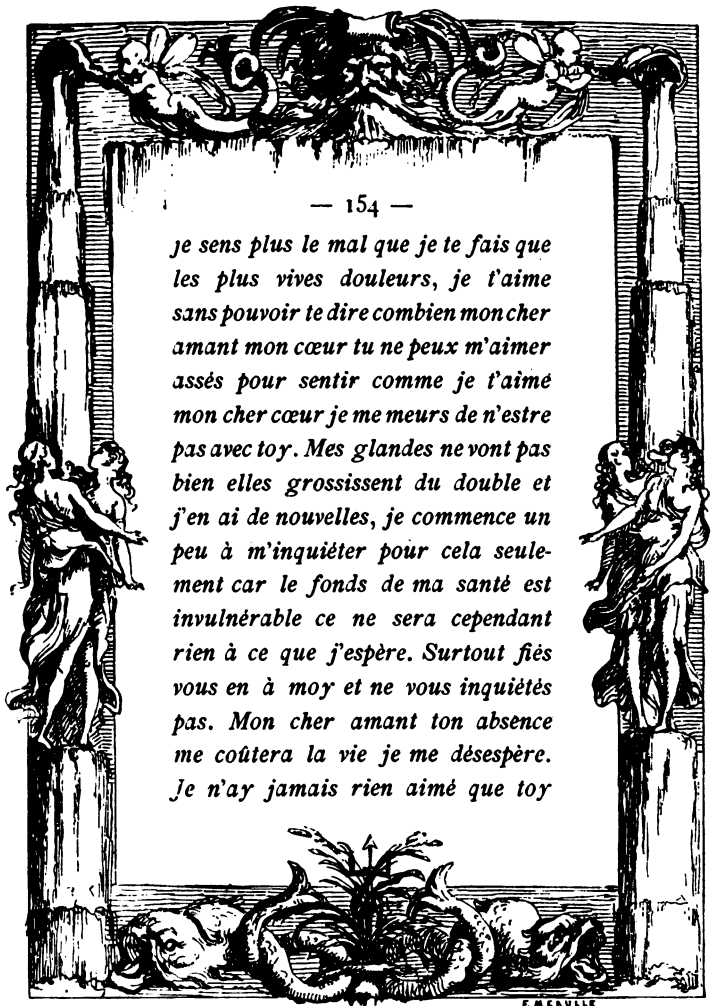 — 154 —
je sens plus le mal que je te fais que
les plus vives douleurs, je t'aime
sans pouvoir te dire combien mon cher
amant mon cœur tu ne peux m'aimer
assés pour sentir comme je t'aime
mon cher cœur je me meurs de n'estre
pas avec toy. Mes glandes ne vont pas
bien elles grossissent du double et
j'en ai de nouvelles, je commence un
peu à m'inquiéter pour cela seule-
ment car le fonds de ma santé est
invulnérable ce ne sera cependant
rien à ce que j'espère. Surtout fiés
vous en à moy et ne vous inquiétés
pas. Mon cher amant ton absence
me coûtera la vie je me désespère.
Je n'ay jamais rien aimé que toy